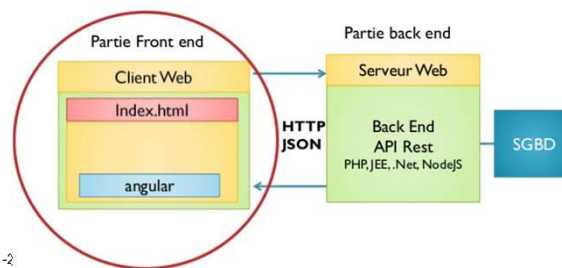 Partie Front end
Partie back end
Client Web
Serveur Web
Index.html
HTTP
JSON
Back End
API Rest
PHP, JEE, .Net, NodeJS
SGBD
angular